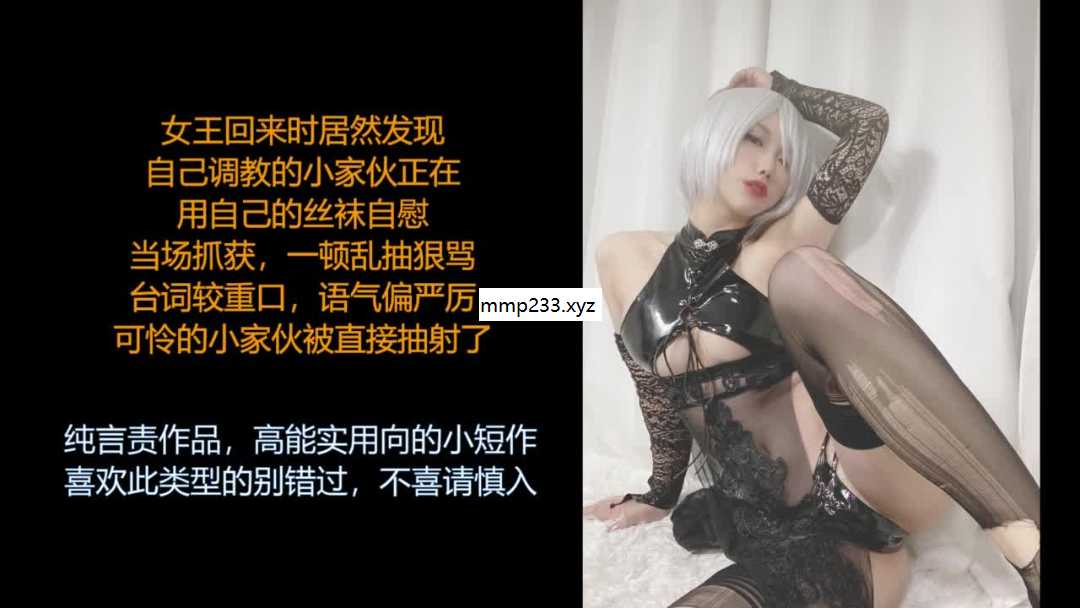 女王回来时居然发现
自己调教的小家伙正在
用自己的丝袜自慰
当场抓获，一顿乱抽狠骂
台词较重口，语气偏严厉
可怜的小家伙被直接抽射了
mmp233.xyz
纯言责作品，高能实用向的小短作
喜欢此类型的别错过，不喜请慎入